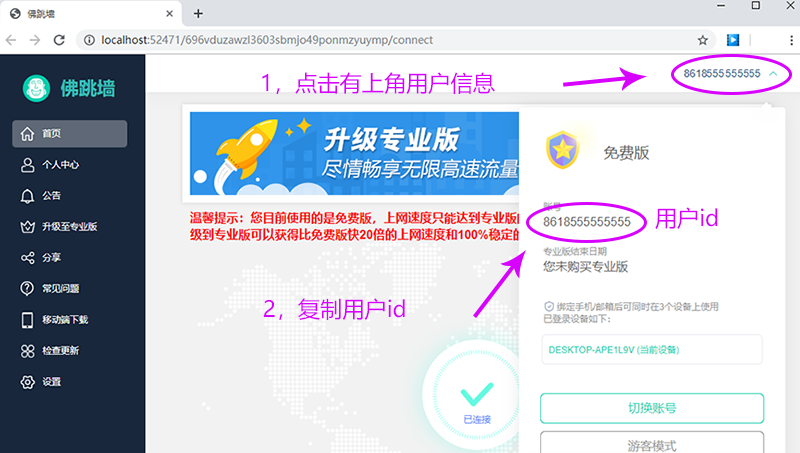 佛跳墙
localhost:52471/696vduzawzl3603sbmjo49ponmzyuymp/connect
佛跳墙
1，点击有上角用户信息
8618555555555
首页
个人中心
公告
升级至专业版
分享
常见问题
移动端下载
检查更新
设置
升级专业版
尽情畅享无限高速流量
温馨提示：您目前使用的是免费版，上网速度只能达到专业版
级到专业版可以获得比免费版快20倍的上网速度和100%稳定的
2，复制用户id
已连接
免费版
账号
8618555555555
用户id
专业版结束日期
您未购买专业版
绑定手机/邮箱后可同时在3个设备上使用
已登录设备如下：
DESKTOP-APE1L9V (当前设备)
切换账号
游客模式